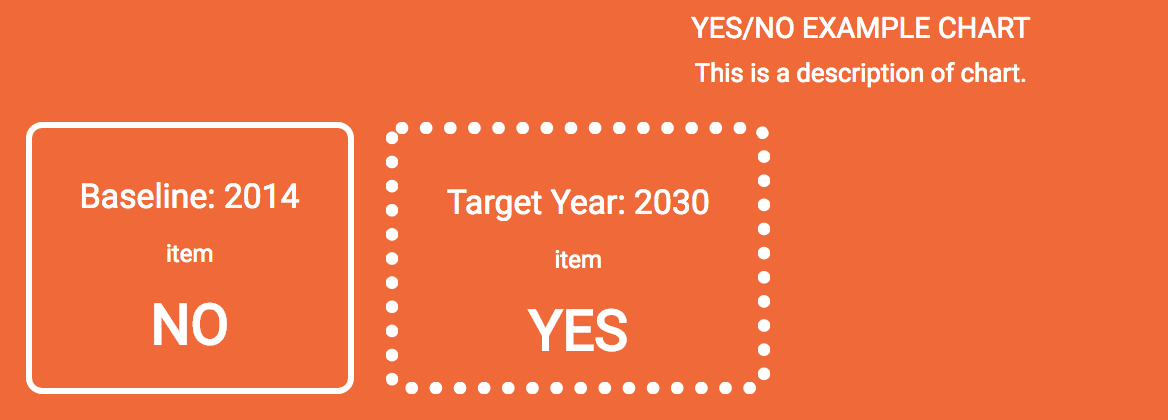 YES/NO EXAMPLE CHART
This is a description of chart.
Baseline: 2014
item
NO
Target Year: 2030
item
YES